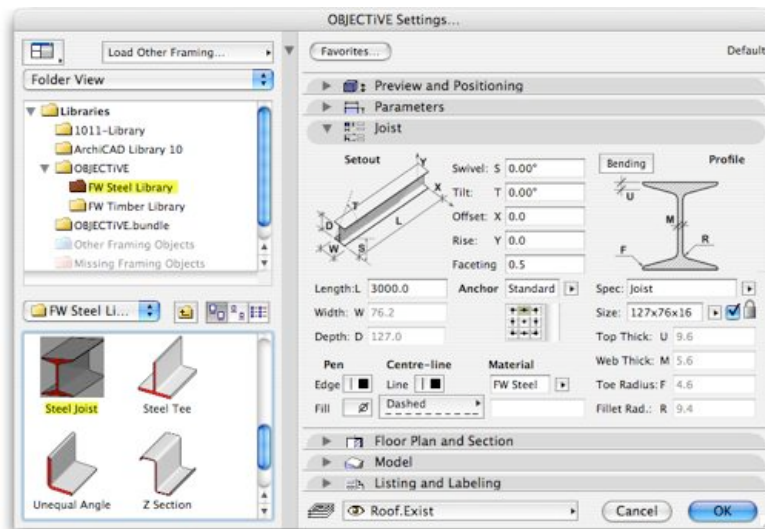 OBJECTiVE Settings...
Load Other Framing...
Folder View
Libraries
1011-Library
ArchiCAD Library 10
OBJECTiVE
FW Steel Library
FW Timber Library
OBJECTiVE.bundle
Other Framing Objects
Missing Framing Objects
FW Steel Li...
Steel Joist
Steel Tee
Unequal Angle
Z Section
Favorites...
Default
Preview and Positioning
Parameters
Joist
Setout
Y
X
T
L
D
W
S
Swivel: S 0.00°
Tilt: T 0.00°
Offset: X 0.0
Rise: Y 0.0
Faceting 0.5
Bending
Profile
U
M
F
R
Length:L 3000.0
Anchor Standard
Spec: Joist
Width: W 76.2
Size: 127x76x16
Depth: D 127.0
Top Thick: U 9.6
Web Thick: M 5.6
Toe Radius:F 4.6
Fillet Rad.: R 9.4
Pen
Centre-line
Material
Edge
Line
FW Steel
Fill
Dashed
Floor Plan and Section
Model
Listing and Labeling
Roof.Exist
Cancel
OK